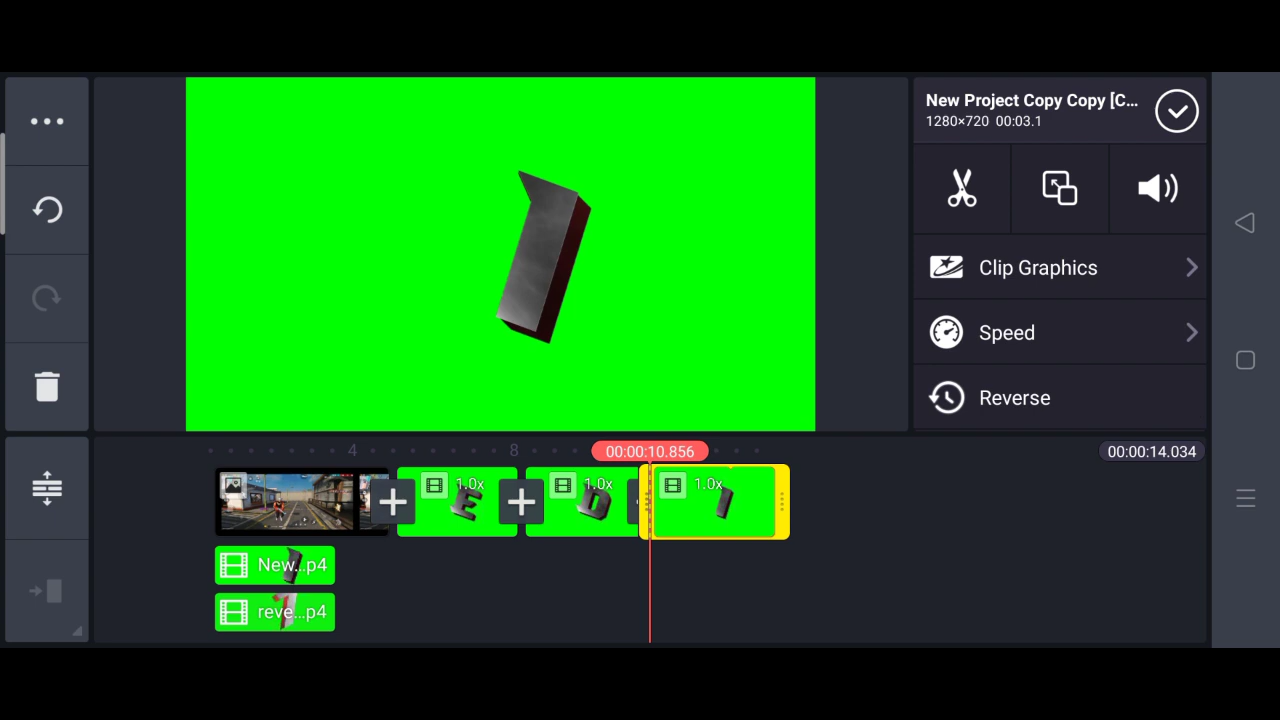 New Project Copy Copy [C...
1280×720 00:03.1
Clip Graphics
Speed
Reverse
4
8
00:00:10.856
00:00:14.034
1.0x
E
1.0x
D
1.0x
1
New...p4
reve...p4